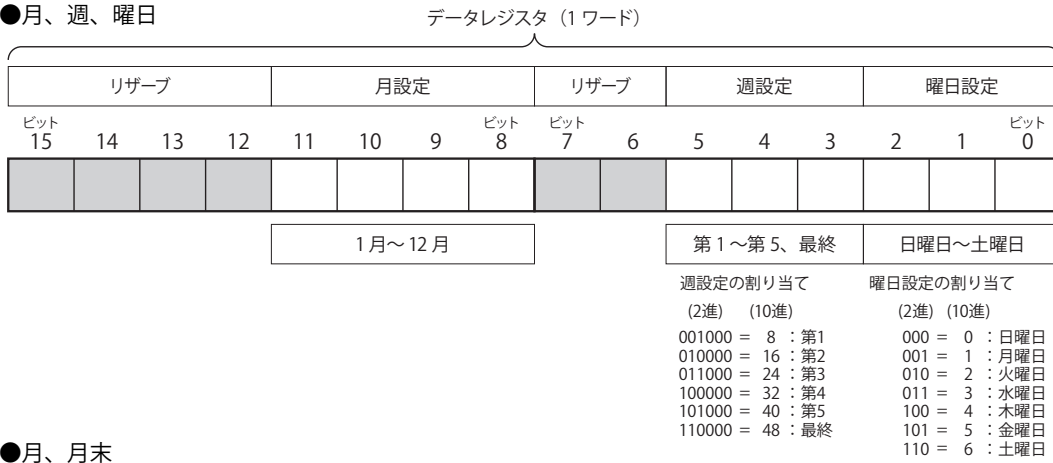 ●月、週、曜日
データレジスタ（1 ワード）
リザーブ 月設定 リザーブ 週設定 曜日設定
ビット ビット ビット ビット
15 14 13 12 11 10 9 8 7 6 5 4 3 2 1 0
1 月～ 12 月 第 1 ～第 5、最終 日曜日～土曜日
週設定の割り当て 曜日設定の割り当て
(2進) (10進) (2進) (10進)
001000 = 8 ：第1 000 = 0 ：日曜日
010000 = 16 ：第2 001 = 1 ：月曜日
011000 = 24 ：第3 010 = 2 ：火曜日
100000 = 32 ：第4 011 = 3 ：水曜日
101000 = 40 ：第5 100 = 4 ：木曜日
110000 = 48 ：最終 101 = 5 ：金曜日
110 = 6 ：土曜日
●月、月末